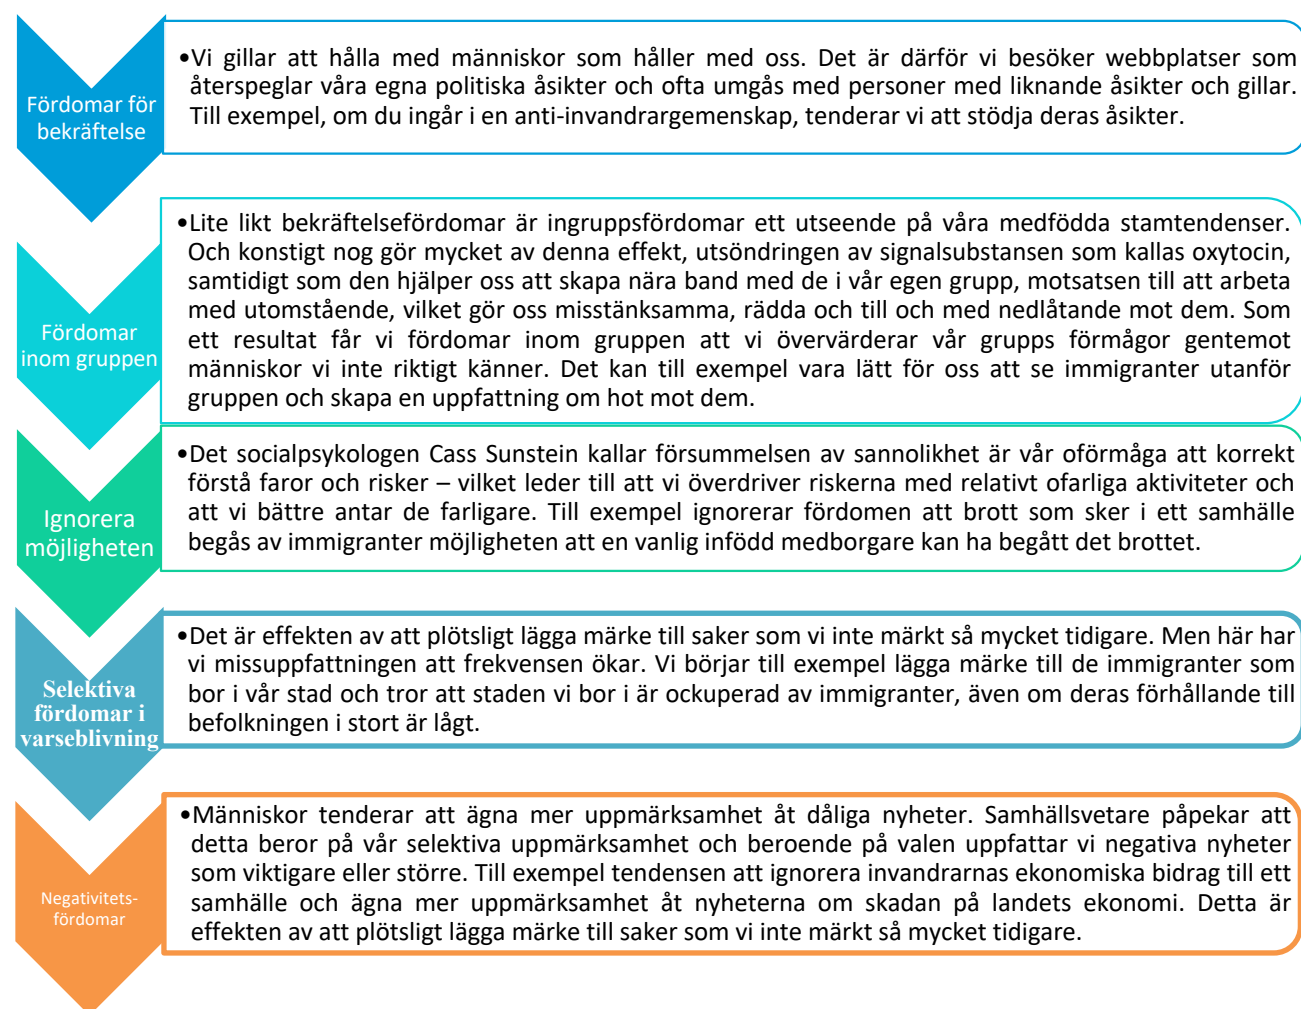 Fördomar för
bekräftelse
•Vi gillar att hålla med människor som håller med oss. Det är därför vi besöker webbplatser som
återspeglar våra egna politiska åsikter och ofta umgås med personer med liknande åsikter och gillar.
Till exempel, om du ingår i en anti-invandrargemenskap, tenderar vi att stödja deras åsikter.
Fördomar
inom gruppen
•Lite likt bekräftelsefördomar är ingruppsfördomar ett utseende på våra medfödda stamtendenser.
Och konstigt nog gör mycket av denna effekt, utsöndringen av signalsubstansen som kallas oxytocin,
samtidigt som den hjälper oss att skapa nära band med de i vår egen grupp, motsatsen till att arbeta
med utomstående, vilket gör oss misstänksamma, rädda och till och med nedlåtande mot dem. Som
ett resultat får vi fördomar inom gruppen att vi övervärderar vår grupps förmågor gentemot
människor vi inte riktigt känner. Det kan till exempel vara lätt för oss att se immigranter utanför
gruppen och skapa en uppfattning om hot mot dem.
Ignorera
möjligheten
•Det socialpsykologen Cass Sunstein kallar försummelsen av sannolikhet är vår oförmåga att korrekt
förstå faror och risker – vilket leder till att vi överdriver riskerna med relativt ofarliga aktiviteter och
att vi bättre antar de farligare. Till exempel ignorerar fördomen att brott som sker i ett samhälle
begås av immigranter möjligheten att en vanlig infödd medborgare kan ha begått det brottet.
Selektiva
fördomar i
varseblivning
•Det är effekten av att plötsligt lägga märke till saker som vi inte märkt så mycket tidigare. Men här har
vi missuppfattningen att frekvensen ökar. Vi börjar till exempel lägga märke till de immigranter som
bor i vår stad och tror att staden vi bor i är ockuperad av immigranter, även om deras förhållande till
befolkningen i stort är lågt.
Negativitets-
fördomar
•Människor tenderar att ägna mer uppmärksamhet åt dåliga nyheter. Samhällsvetare påpekar att
detta beror på vår selektiva uppmärksamhet och beroende på valen uppfattar vi negativa nyheter
som viktigare eller större. Till exempel tendensen att ignorera invandrarnas ekonomiska bidrag till ett
samhälle och ägna mer uppmärksamhet åt nyheterna om skadan på landets ekonomi. Detta är
effekten av att plötsligt lägga märke till saker som vi inte märkt så mycket tidigare.